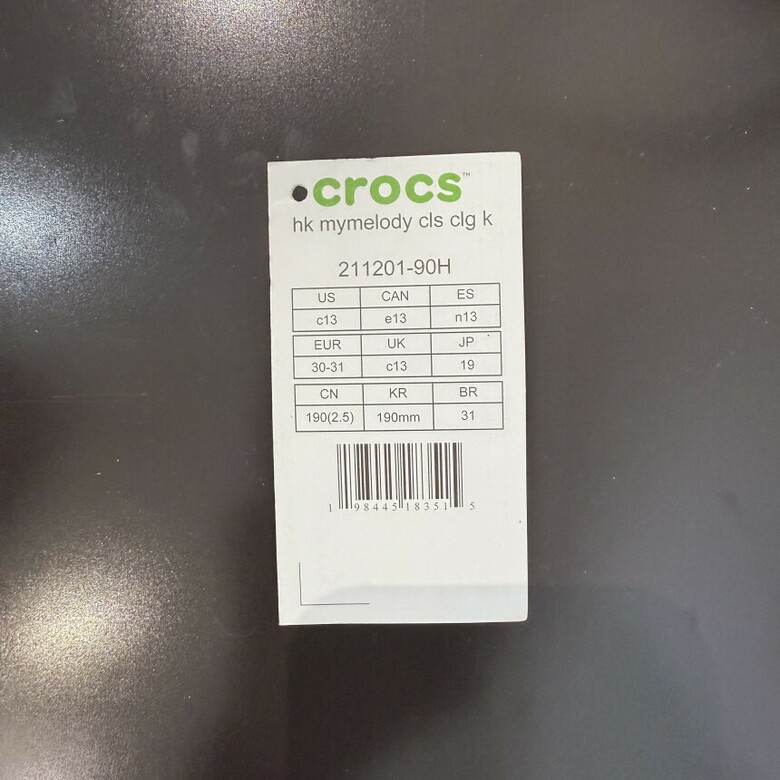 crocs™
hk mymelody cls clg k
211201-90H
US CAN ES
c13 e13 n13
EUR UK JP
30-31 c13 19
CN KR BR
190(2.5) 190mm 31
1 98445 18351 5